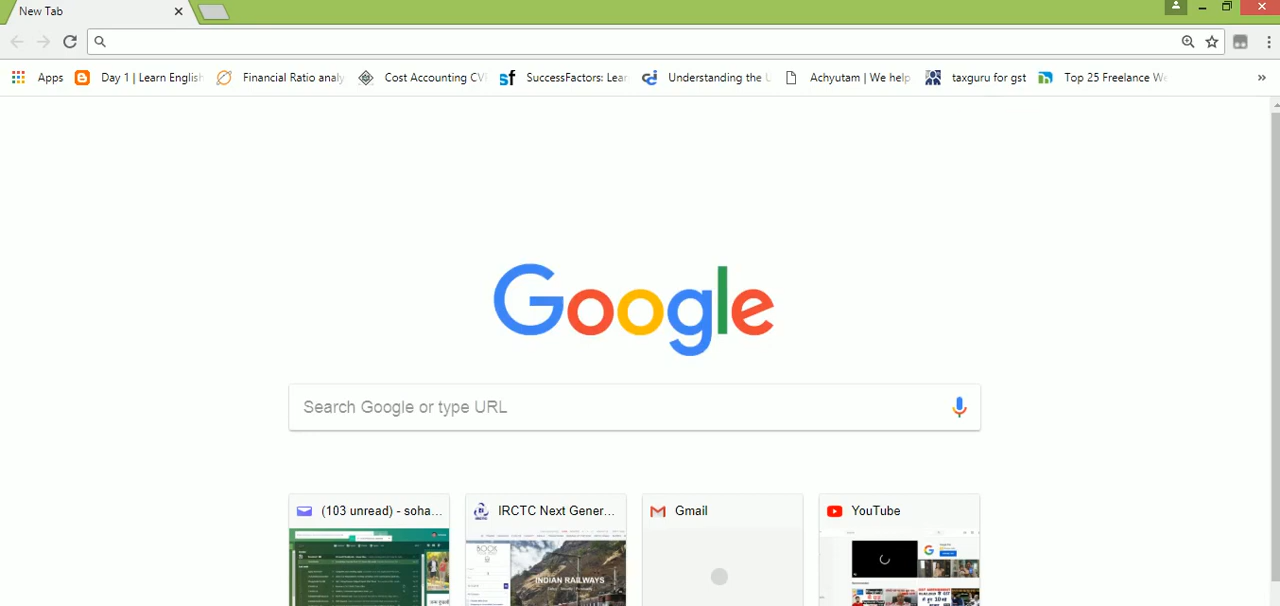 New Tab
Apps Day 1 | Learn English Financial Ratio analy Cost Accounting CV SuccessFactors: Lear Understanding the U Achyutam | We help taxguru for gst Top 25 Freelance We »
Google
Search Google or type URL
(103 unread) - soha... IRCTC Next Gener... Gmail YouTube
BOOK
INDIAN RAILWAYS